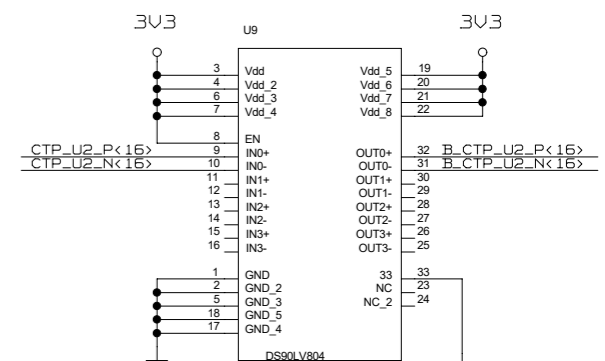 3V3 3V3
U9
3 Vdd Vdd_5 19
4 Vdd_2 Vdd_6 20
6 Vdd_3 Vdd_7 21
7 Vdd_4 Vdd_8 22
8 EN
CTP_U2_P<16> 9 IN0+ OUT0+ 32 B_CTP_U2_P<16>
CTP_U2_N<16> 10 IN0- OUT0- 31 B_CTP_U2_N<16>
11 IN1+ OUT1+ 30
12 IN1- OUT1- 29
13 IN2+ OUT2+ 28
14 IN2- OUT2- 27
15 IN3+ OUT3+ 26
16 IN3- OUT3- 25
1 GND 33 33
2 GND_2 NC 23
5 GND_3 NC_2 24
18 GND_5
17 GND_4
DS90LV804